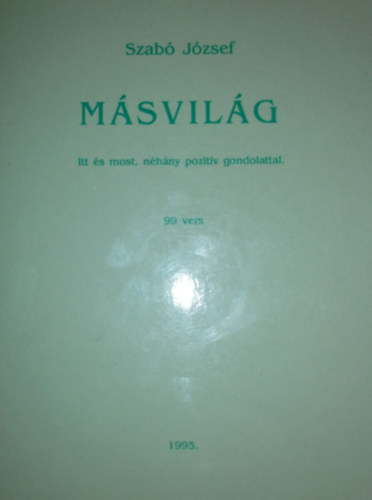 Szabó József
MÁSVILÁG
Itt és most, néhány pozitív gondolattal.
99 vers
1995.